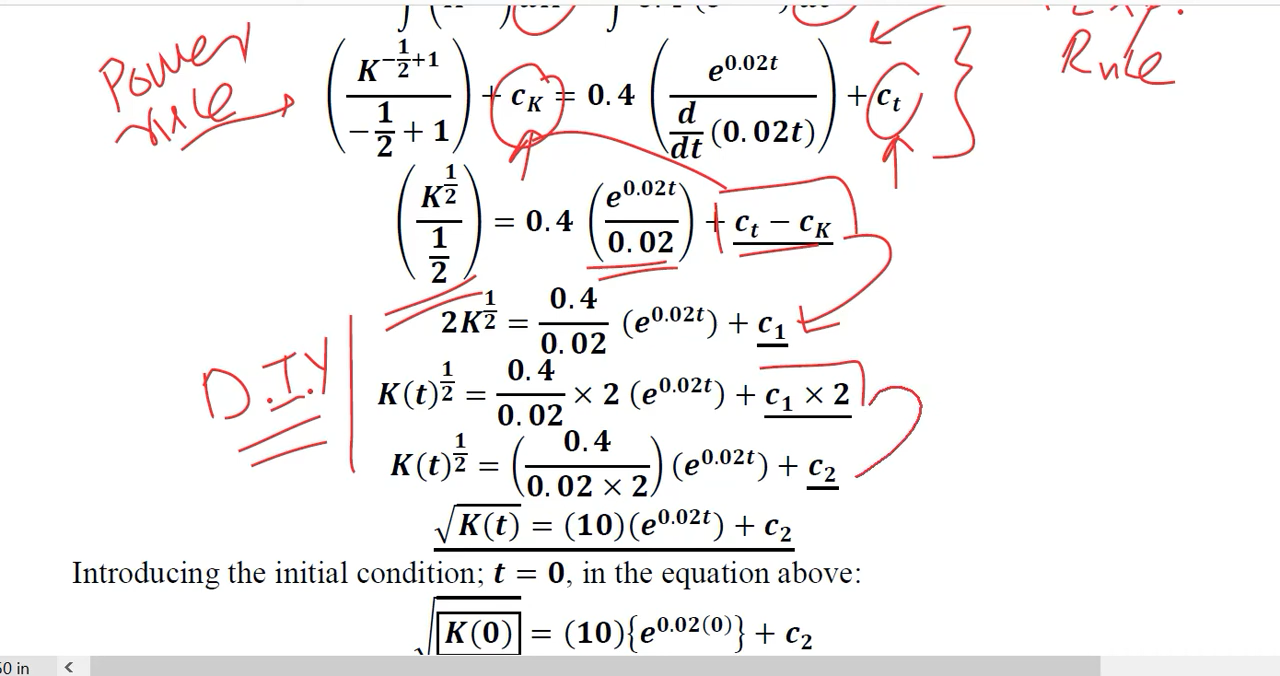 Power rule
Rule
(K^{-1/2+1} / (-1/2 + 1)) + c_K = 0.4 (e^{0.02t} / (d/dt (0.02t))) + c_t
(K^{1/2} / (1/2)) = 0.4 (e^{0.02t} / 0.02) + c_t − c_K
2K^{1/2} = 0.4/0.02 (e^{0.02t}) + c_1
D.I.Y
K(t)^{1/2} = 0.4/0.02 × 2 (e^{0.02t}) + c_1 × 2
K(t)^{1/2} = (0.4 / (0.02 × 2)) (e^{0.02t}) + c_2
√K(t) = (10)(e^{0.02t}) + c_2
Introducing the initial condition; t = 0, in the equation above:
√K(0) = (10){e^{0.02(0)}} + c_2